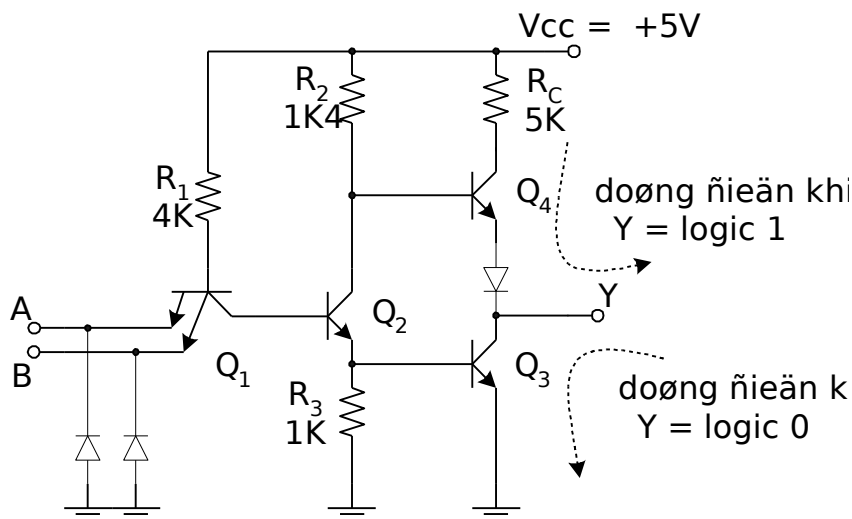 Vcc = +5V
R2
1K4
RC
5K
R1
4K
Q4
doøng ñieän khi
Y = logic 1
A
B
Q1
Q2
Y
Q3
R3
1K
doøng ñieän k
Y = logic 0